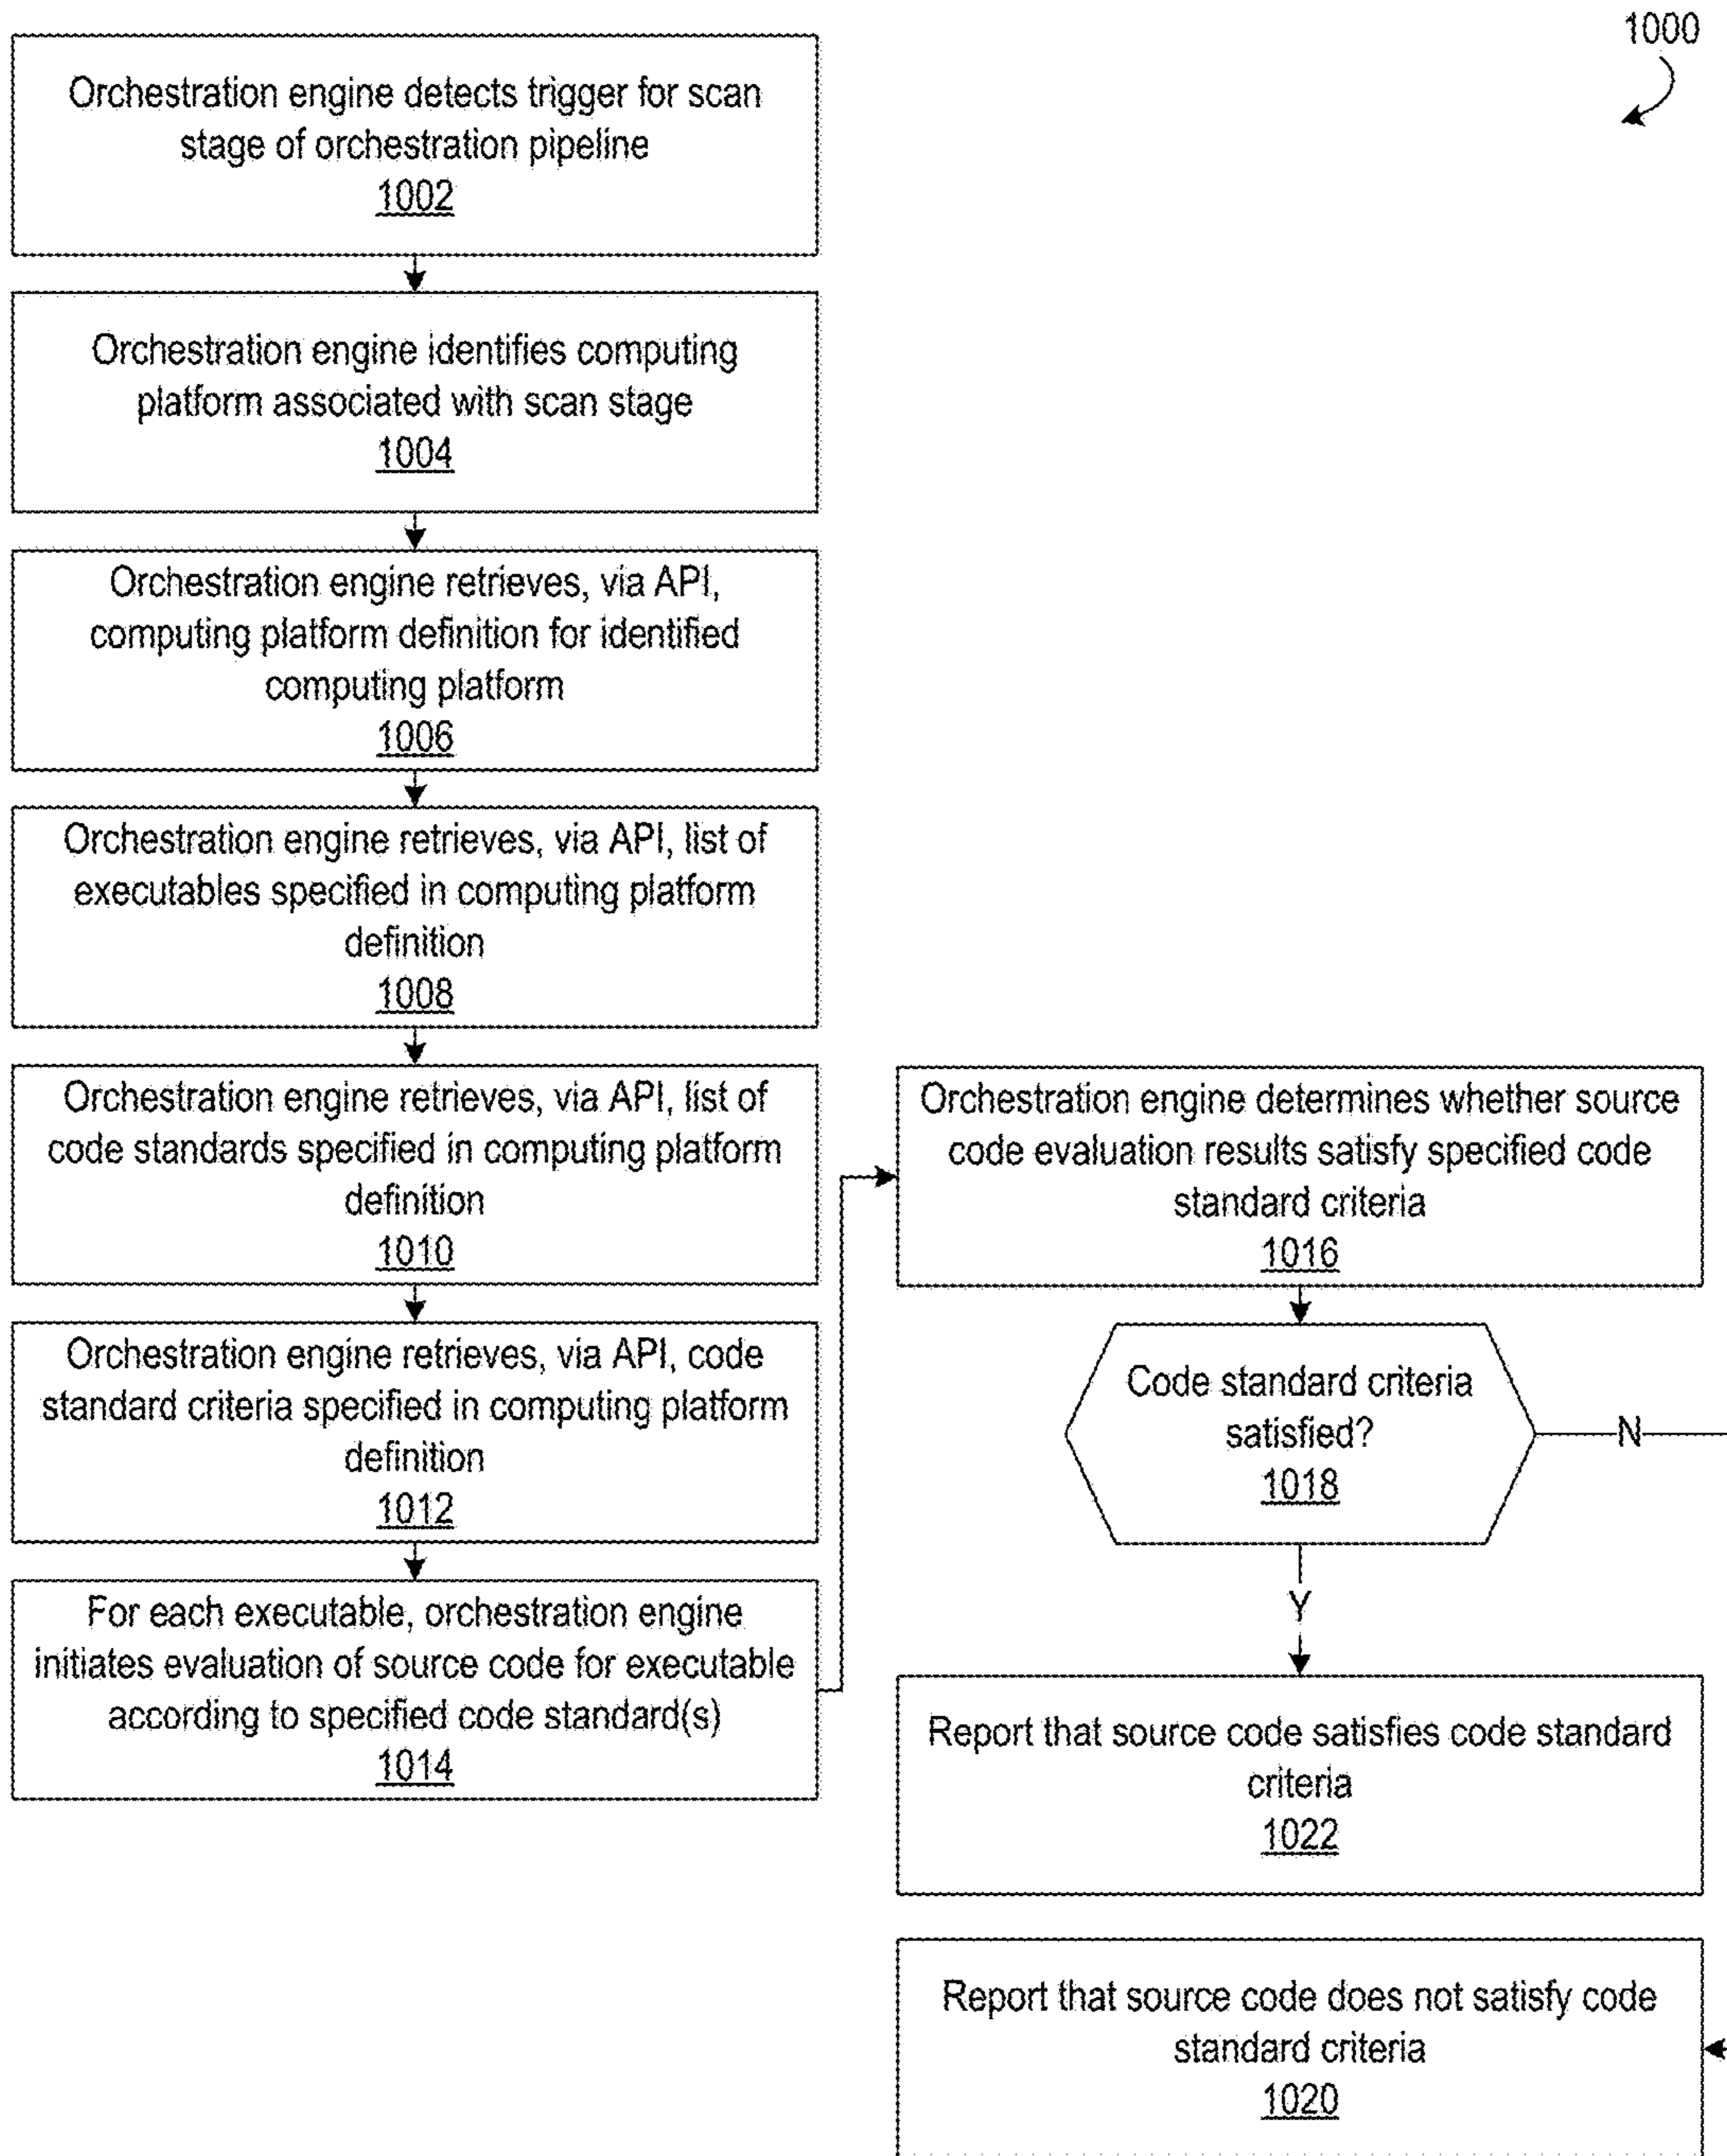 1000
Orchestration engine detects trigger for scan
stage of orchestration pipeline
1002
Orchestration engine identifies computing
platform associated with scan stage
1004
Orchestration engine retrieves, via API,
computing platform definition for identified
computing platform
1006
Orchestration engine retrieves, via API, list of
executables specified in computing platform
definition
1008
Orchestration engine retrieves, via API, list of
code standards specified in computing platform
definition
1010
Orchestration engine retrieves, via API, code
standard criteria specified in computing platform
definition
1012
For each executable, orchestration engine
initiates evaluation of source code for executable
according to specified code standard(s)
1014
Orchestration engine determines whether source
code evaluation results satisfy specified code
standard criteria
1016
Code standard criteria
satisfied?
1018
N
Y
Report that source code satisfies code standard
criteria
1022
Report that source code does not satisfy code
standard criteria
1020